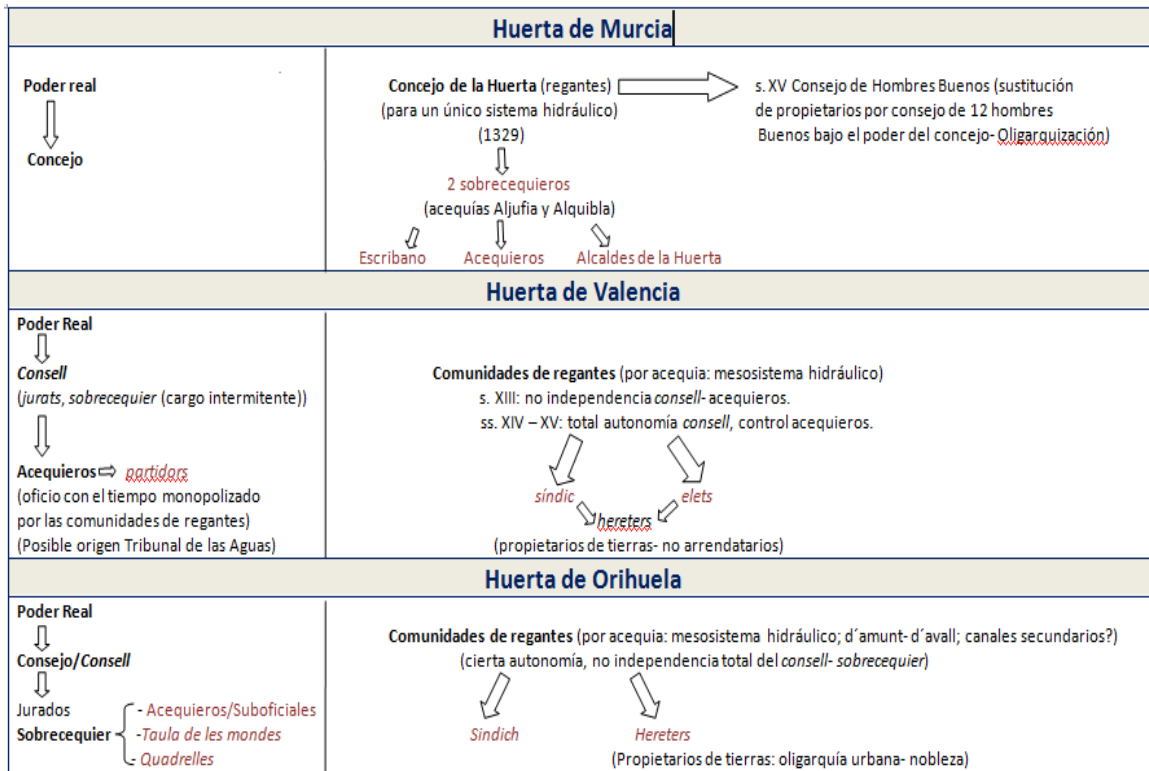 Huerta de Murcia
Poder real
Concejo
Concejo de la Huerta (regantes)
(para un único sistema hidráulico)
(1329)
2 sobrecequieros
(acequías Aljufia y Alquibla)
Escribano Acequieros Alcaldes de la Huerta
s. XV Consejo de Hombres Buenos (sustitución
de propietarios por consejo de 12 hombres
Buenos bajo el poder del concejo- Oligarquización)
Huerta de Valencia
Poder Real
Consell
(jurats, sobrecequier (cargo intermitente))
Acequieros partidors
(oficio con el tiempo monopolizado
por las comunidades de regantes)
(Posible origen Tribunal de las Aguas)
Comunidades de regantes (por acequia: mesosistema hidráulico)
s. XIII: no independencia consell- acequieros.
ss. XIV – XV: total autonomía consell, control acequieros.
síndic elets
hereters
(propietarios de tierras- no arrendatarios)
Huerta de Orihuela
Poder Real
Consejo/Consell
Jurados
Sobrecequier
- Acequieros/Suboficiales
-Taula de les mondes
- Quadrelles
Comunidades de regantes (por acequia: mesosistema hidráulico; d´amunt- d´avall; canales secundarios?)
(cierta autonomía, no independencia total del consell- sobrecequier)
Sindich Hereters
(Propietarios de tierras: oligarquía urbana- nobleza)